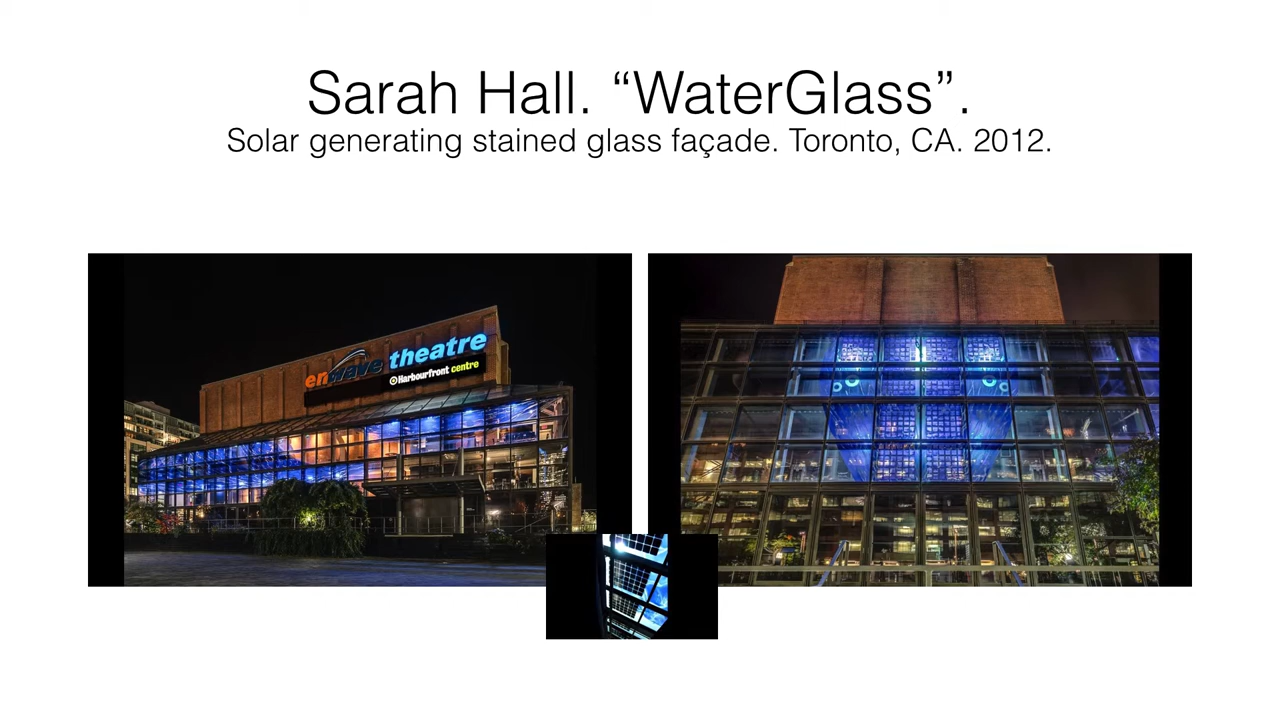 Sarah Hall. “WaterGlass”.
Solar generating stained glass façade. Toronto, CA. 2012.
enwave theatre
Harbourfront centre